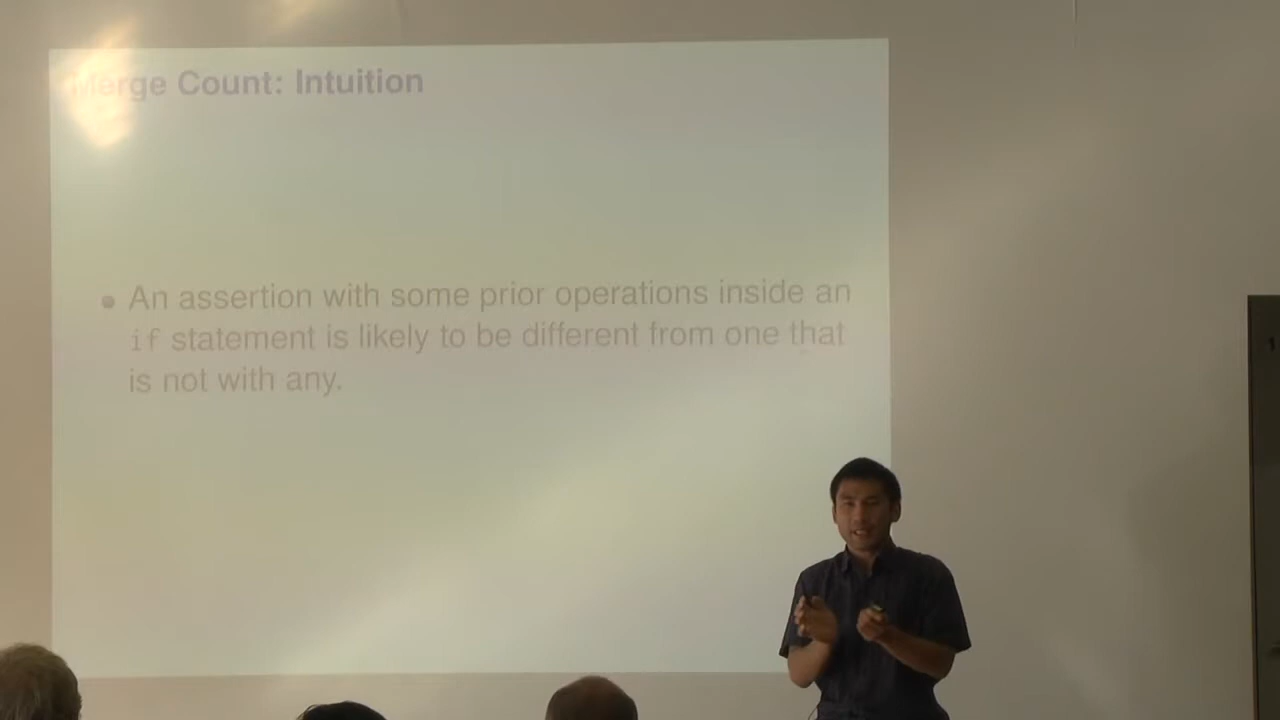 Merge Count: Intuition
An assertion with some prior operations inside an
if statement is likely to be different from one that
is not with any.